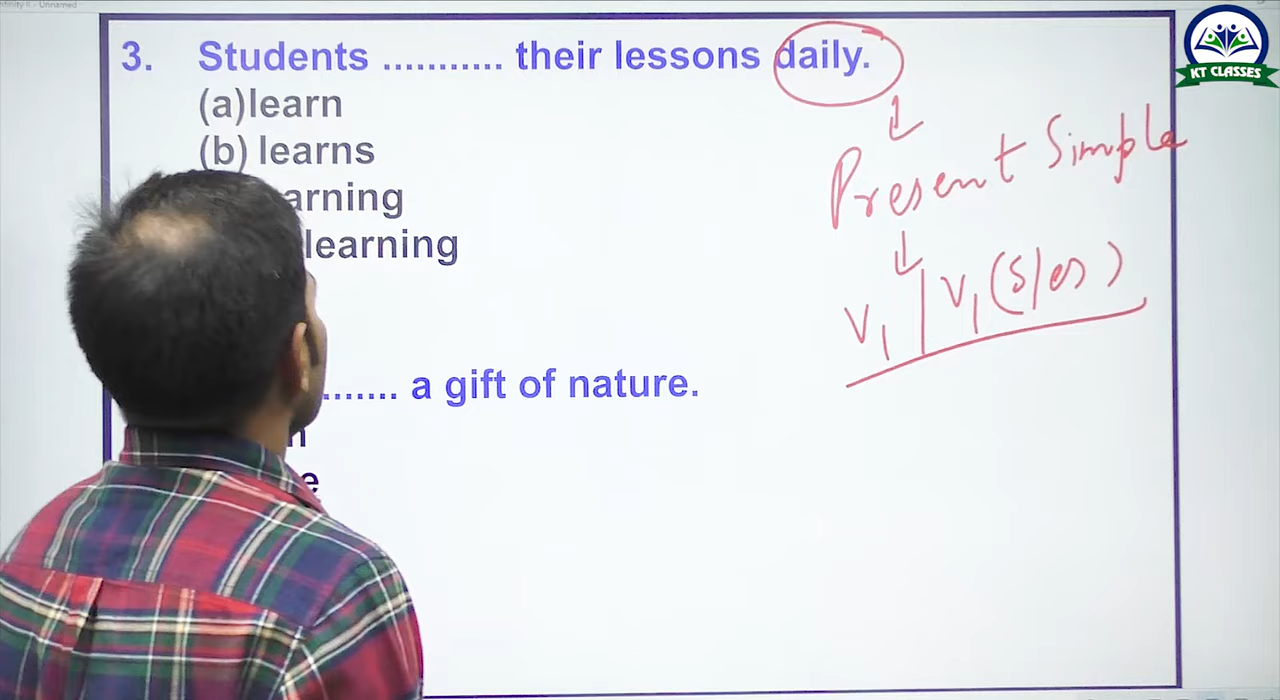 3. Students ........... their lessons daily.
(a)learn
(b) learns
arning
learning
....... a gift of nature.
Present Simple
V1 | V1 (s/es)
KT CLASSES